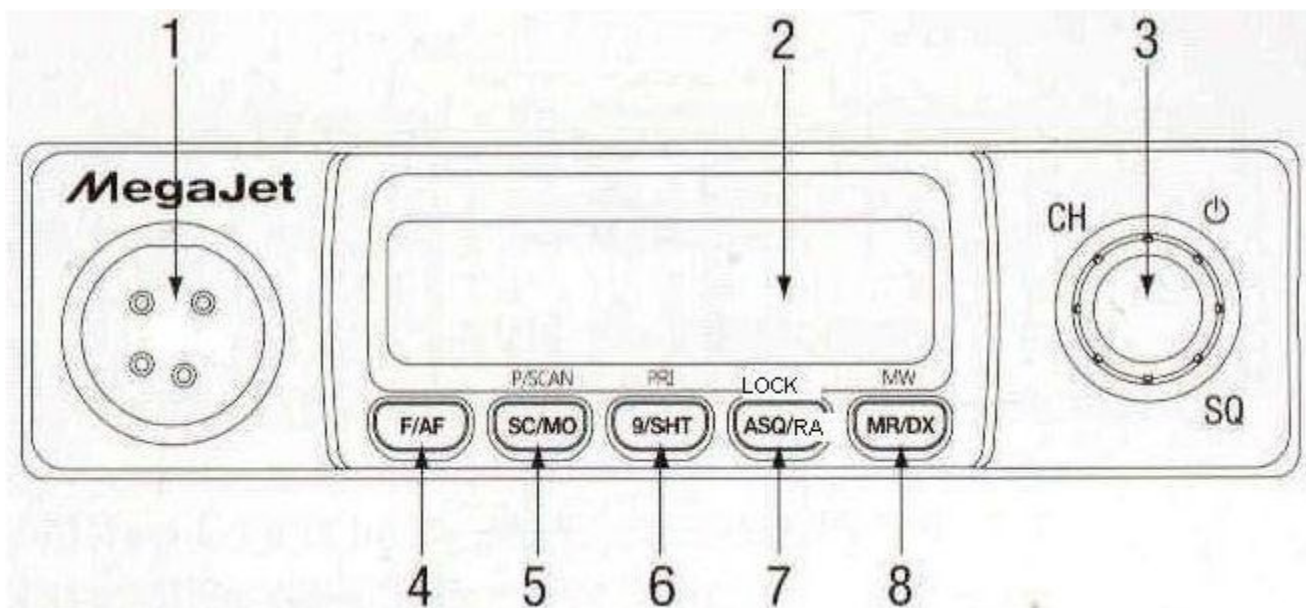 1 2 3
MegaJet
CH
SQ
P/SCAN PRI LOCK MW
F/AF SC/MO 9/SHT ASQ/RA MR/DX
4 5 6 7 8